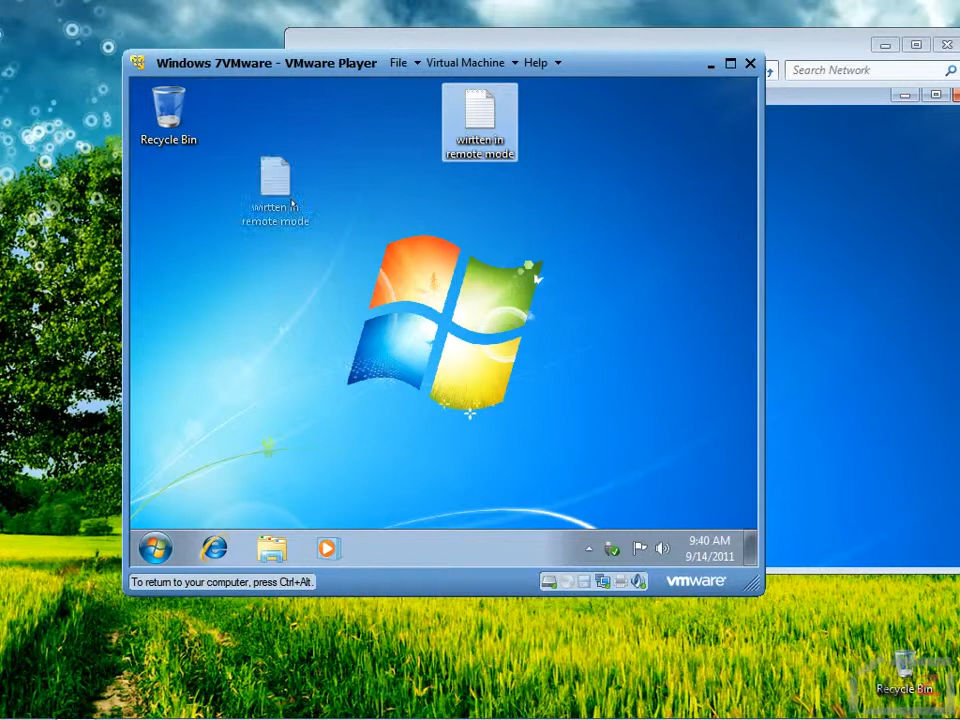 Windows 7VMware - VMware Player File Virtual Machine Help
Search Network
Recycle Bin
wirtten in
remote mode
wirtten in
remote mode
9:40 AM
9/14/2011
To return to your computer, press Ctrl+Alt.
vmware
Recycle Bin